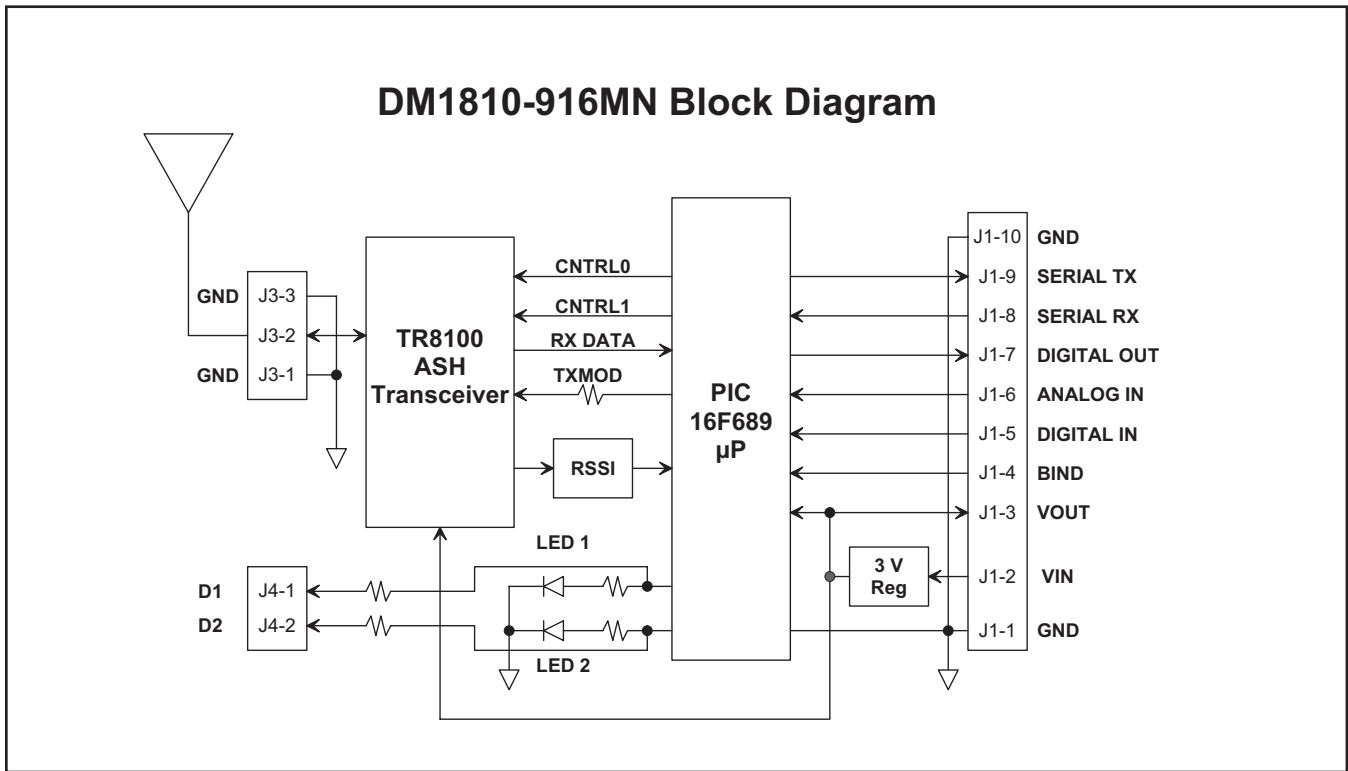 DM1810-916MN Block Diagram
GND
J3-3
J3-2
GND
J3-1
TR8100
ASH
Transceiver
CNTRL0
CNTRL1
RX DATA
TXMOD
RSSI
PIC
16F689
µP
J1-10 GND
J1-9 SERIAL TX
J1-8 SERIAL RX
J1-7 DIGITAL OUT
J1-6 ANALOG IN
J1-5 DIGITAL IN
J1-4 BIND
J1-3 VOUT
3 V
Reg
J1-2 VIN
J1-1 GND
LED 1
D1 J4-1
D2 J4-2
LED 2